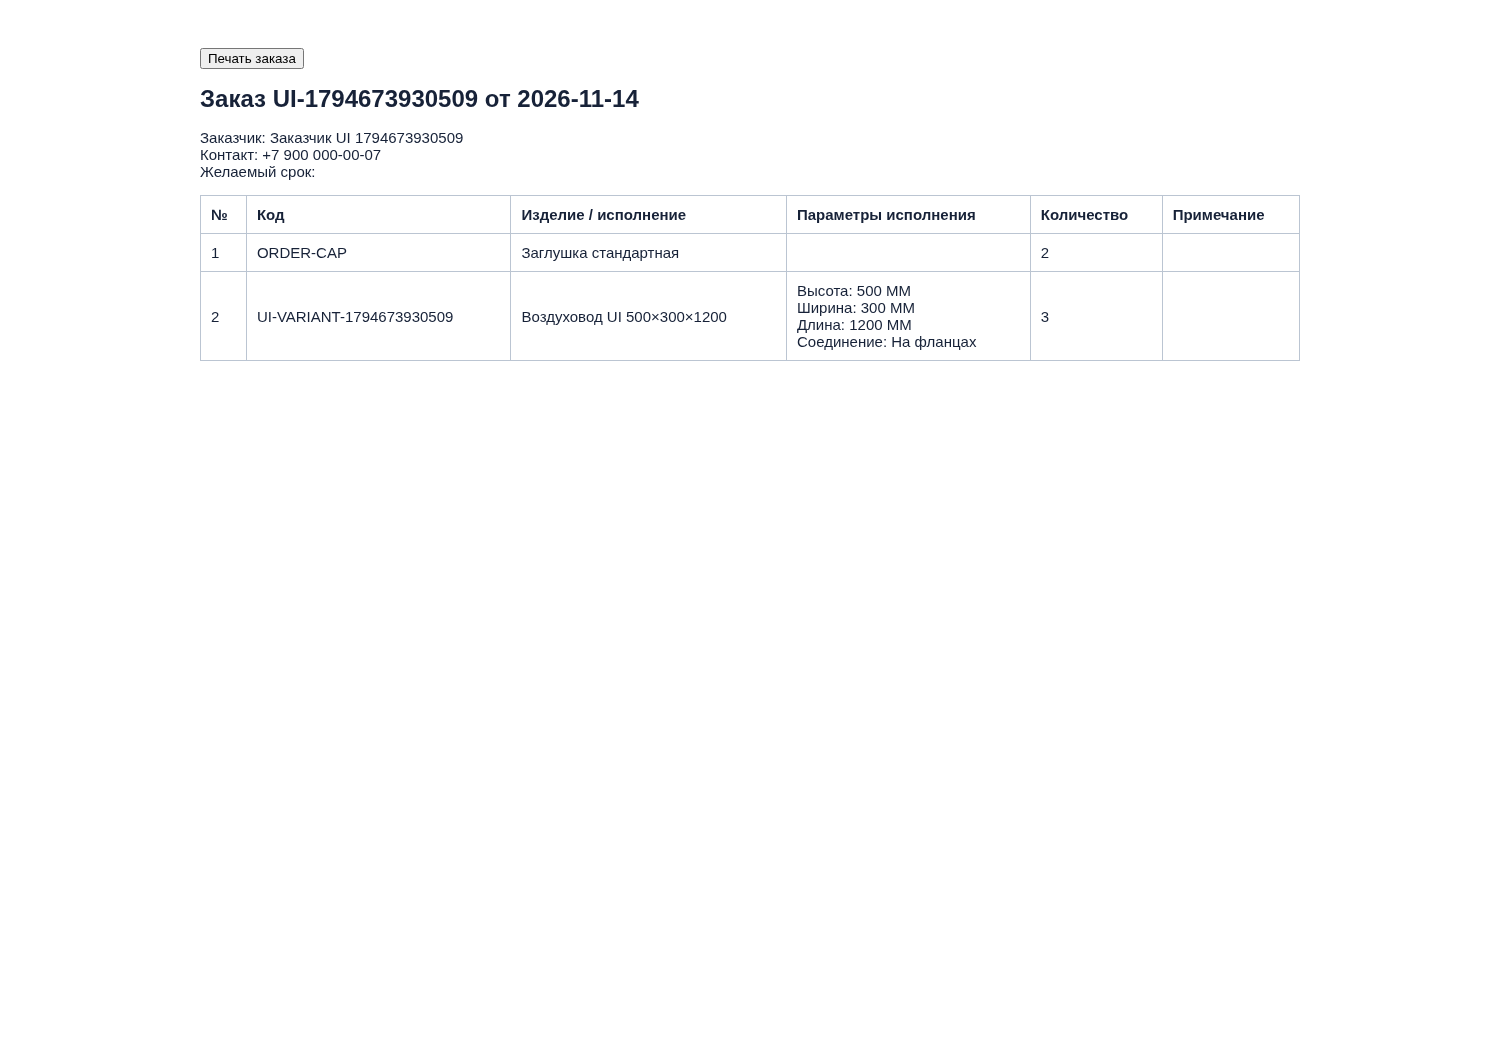 Печать заказа
Заказ UI-1794673930509 от 2026-11-14
Заказчик: Заказчик UI 1794673930509
Контакт: +7 900 000-00-07
Желаемый срок:
№ Код Изделие / исполнение Параметры исполнения Количество Примечание
1 ORDER-CAP Заглушка стандартная 2
2 UI-VARIANT-1794673930509 Воздуховод UI 500×300×1200 Высота: 500 ММ
Ширина: 300 ММ
Длина: 1200 ММ
Соединение: На фланцах
3